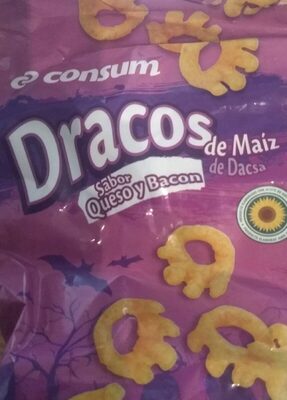 consum
Dracos
de Maíz
de Dacsa
Sabor
Queso y Bacon